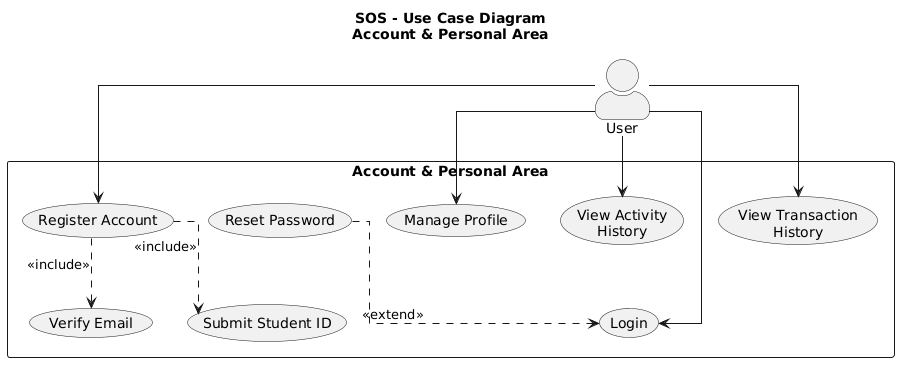 SOS - Use Case Diagram
Account & Personal Area
User
Account & Personal Area
Register Account
Reset Password
Manage Profile
View Activity
History
View Transaction
History
«include»
«include»
«extend»
Verify Email
Submit Student ID
Login